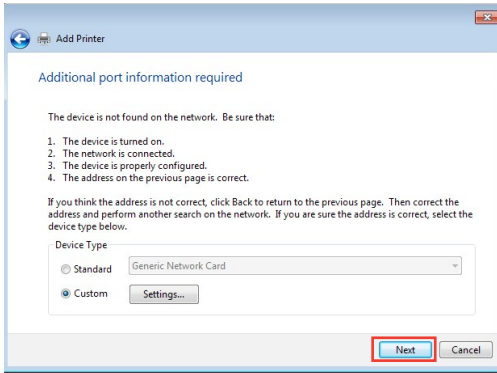 Add Printer
Additional port information required
The device is not found on the network. Be sure that:
1. The device is turned on.
2. The network is connected.
3. The device is properly configured.
4. The address on the previous page is correct.
If you think the address is not correct, click Back to return to the previous page. Then correct the
address and perform another search on the network. If you are sure the address is correct, select the
device type below.
Device Type
Standard Generic Network Card
Custom Settings...
Next Cancel